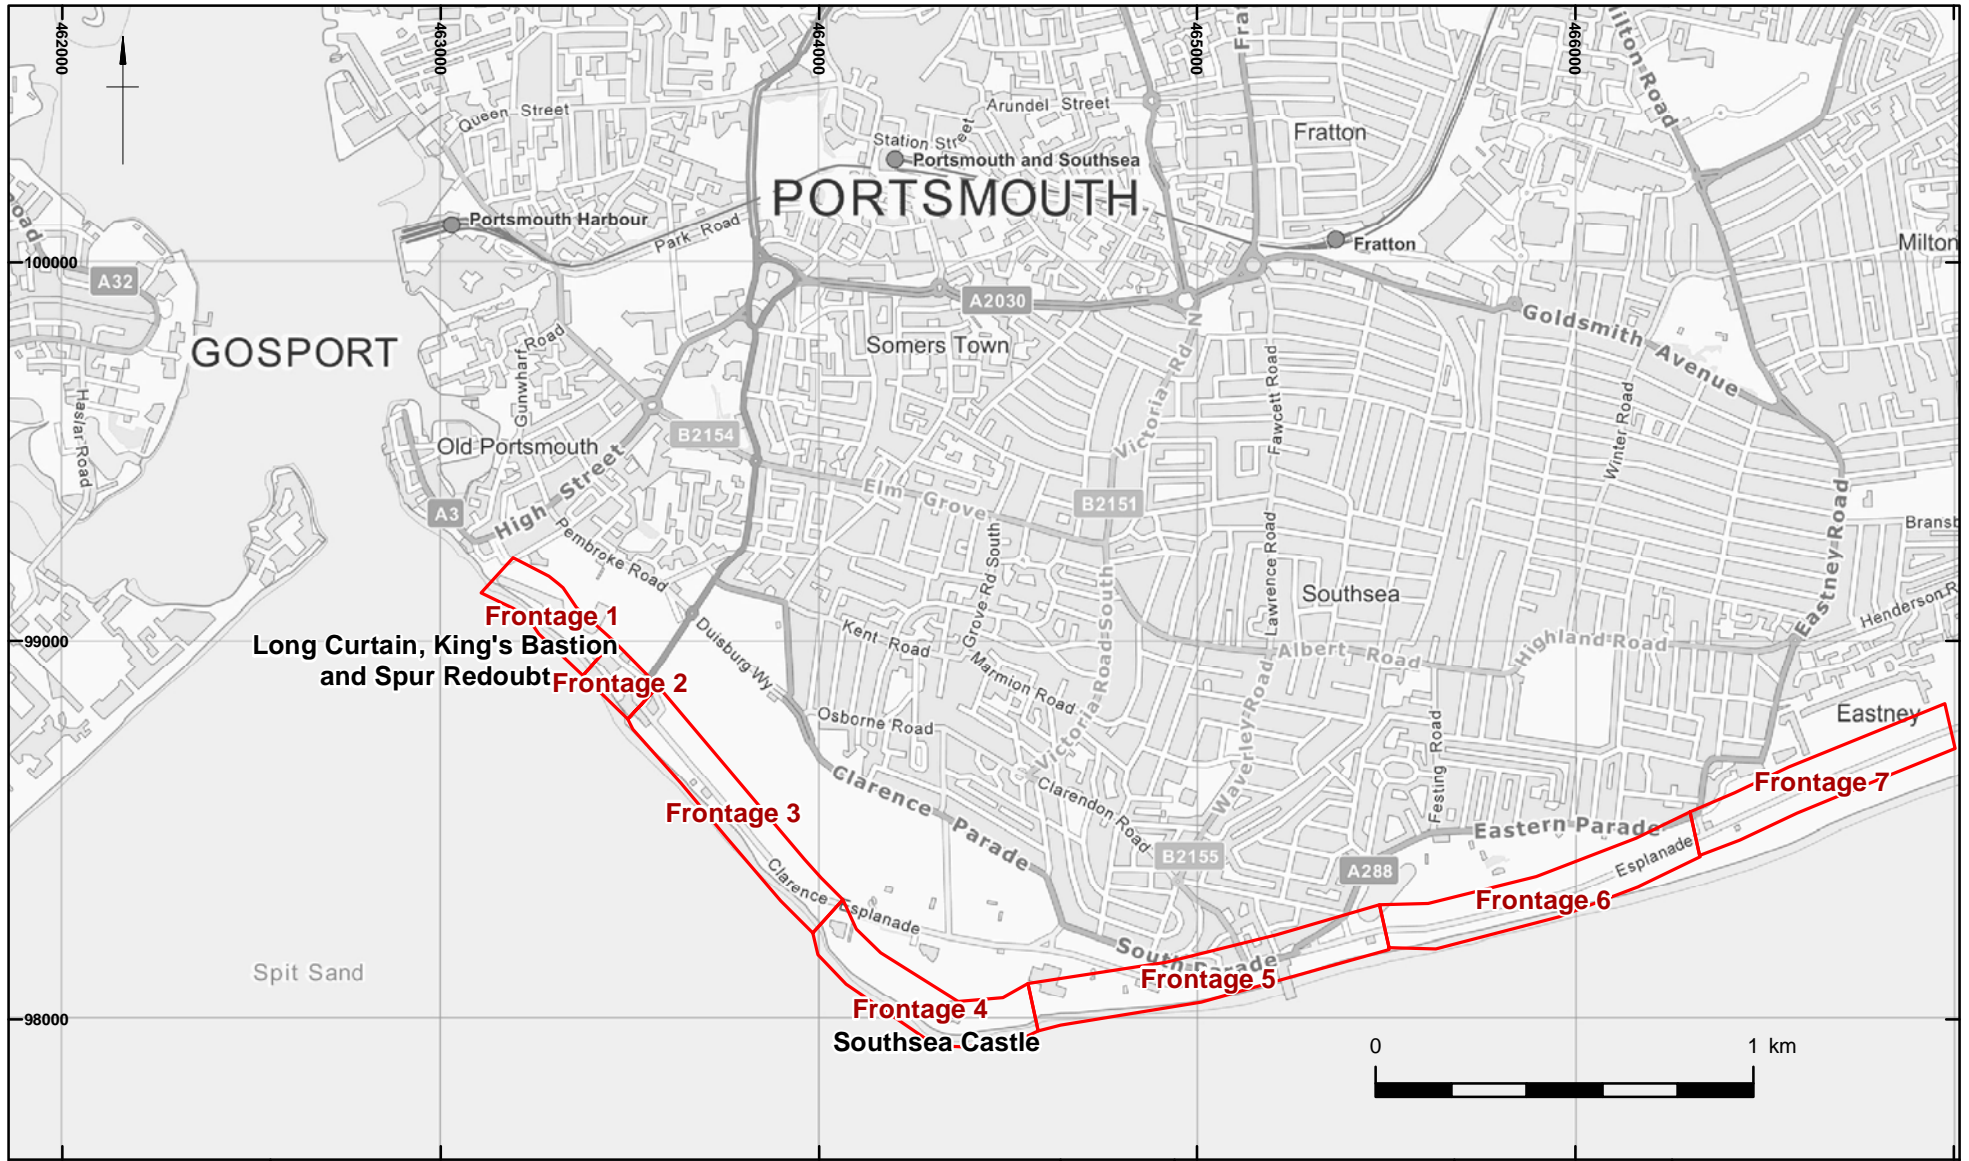 462000
463000
464000
465000
466000
Fra
Milton Road
Queen Street
Arundel Street
Station Street
Fratton
Portsmouth and Southsea
PORTSMOUTH
Portsmouth Harbour
Park Road
Fratton
Milton
road
100000
A32
A2030
GOSPORT
Somers Town
Goldsmith Avenue
Gunwharf Road
Victoria Rd N
Fawcett Road
Winter Road
Haslar Road
B2154
Old Portsmouth
High Street
A3
Elm Grove
B2151
Eastney Road
Bransb
Pembroke Road
Grove Rd South
Lawrence Road
Southsea
Henderson R
Frontage 1
99000
Long Curtain, King's Bastion
and Spur Redoubt
Frontage 2
Duisburg Wy
Kent Road
Marmion Road
Victoria Road South
Albert Road
Highland Road
Waverley Road
Osborne Road
Festing Road
Eastney
Clarence Parade
Clarendon Road
Frontage 3
Frontage 7
B2155
A288
Eastern Parade
Esplanade
Clarence Esplanade
Frontage 6
South Parade
Frontage 5
Spit Sand
Frontage 4
98000
Southsea Castle
0 1 km